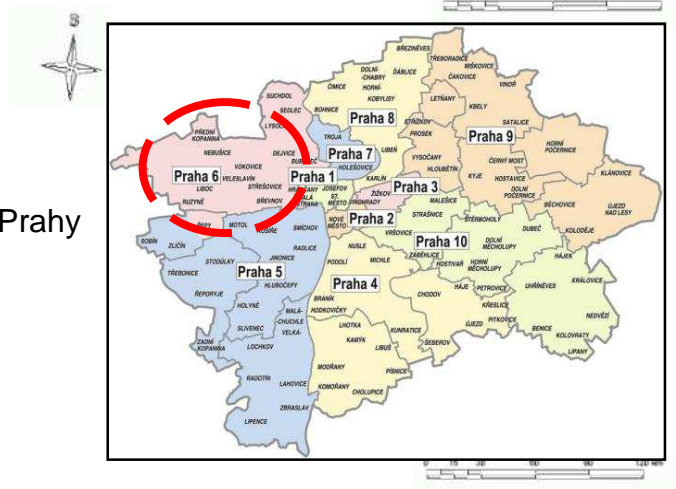 S
BŘEZINĚVES
TŘEBORADICE
MIŠKOVICE
DOLNÍ-
CHABRY
ĎÁBLICE
ČAKOVICE
VINOŘ
ČIMICE
HORNÍ-
KOBYLISY
SUCHDOL
SEDLEC
BOHNICE
LETŇANY
KBELY
PŘEDNÍ
KOPANINA
TROJA
Praha 8
STŘÍŽKOV
SATALICE
NEBUŠICE
DEJVICE
Praha 7
LIBEŇ
PROSEK
Praha 9
HORNÍ
POČERNICE
VOKOVICE
HOLEŠOVICE
VYSOČANY
ČERNÝ MOST
Praha 6
VELESLAVÍN
Praha 1
KARLÍN
HLOUBĚTÍN
KYJE
HOSTAVICE
KLÁNOVICE
LIBOC
STŘEŠOVICE
JOSEFOV
Praha 3
DOLNÍ
POČERNICE
RUZYNĚ
BŘEVNOV
ST.
MĚSTO
ŽIŽKOV
MALEŠICE
BĚCHOVICE
ÚJEZD
NAD LESY
Prahy
MOTOL
NOVÉ
MĚSTO
Praha 2
STRAŠNICE
ŠTĚRBOHOLY
KOLODĚJE
SOBÍN
ZLIČÍN
SMÍCHOV
VRŠOVICE
Praha 10
DUBEČ
STODŮLKY
RADLICE
NUSLE
ZÁBĚHLICE
DOLNÍ
MĚCHOLUPY
HÁJEK
TŘEBONICE
Praha 5
JINONICE
PODOLÍ
MICHLE
HOSTIVAŘ
HORNÍ
MĚCHOLUPY
KRÁLOVICE
HLUBOČEPY
Praha 4
CHODOV
HÁJE
PETROVICE
UHŘÍNĚVES
ŘEPORYJE
BRANÍK
HODKOVIČKY
KŘESLICE
NEDVĚZÍ
HOLYNĚ
MALÁ-
CHUCHLE
VELKÁ-
LHOTKA
KUNRATICE
ÚJEZD
PITKOVICE
BENICE
KOLOVRATY
SLIVENEC
KAMÝK
ŠEBEROV
LIPANY
ZADNÍ
KOPANINA
LOCHKOV
LIBUŠ
MODŘANY
PÍSNICE
RADOTÍN
LAHOVICE
KOMOŘANY
CHOLUPICE
ZBRASLAV
LIPENCE